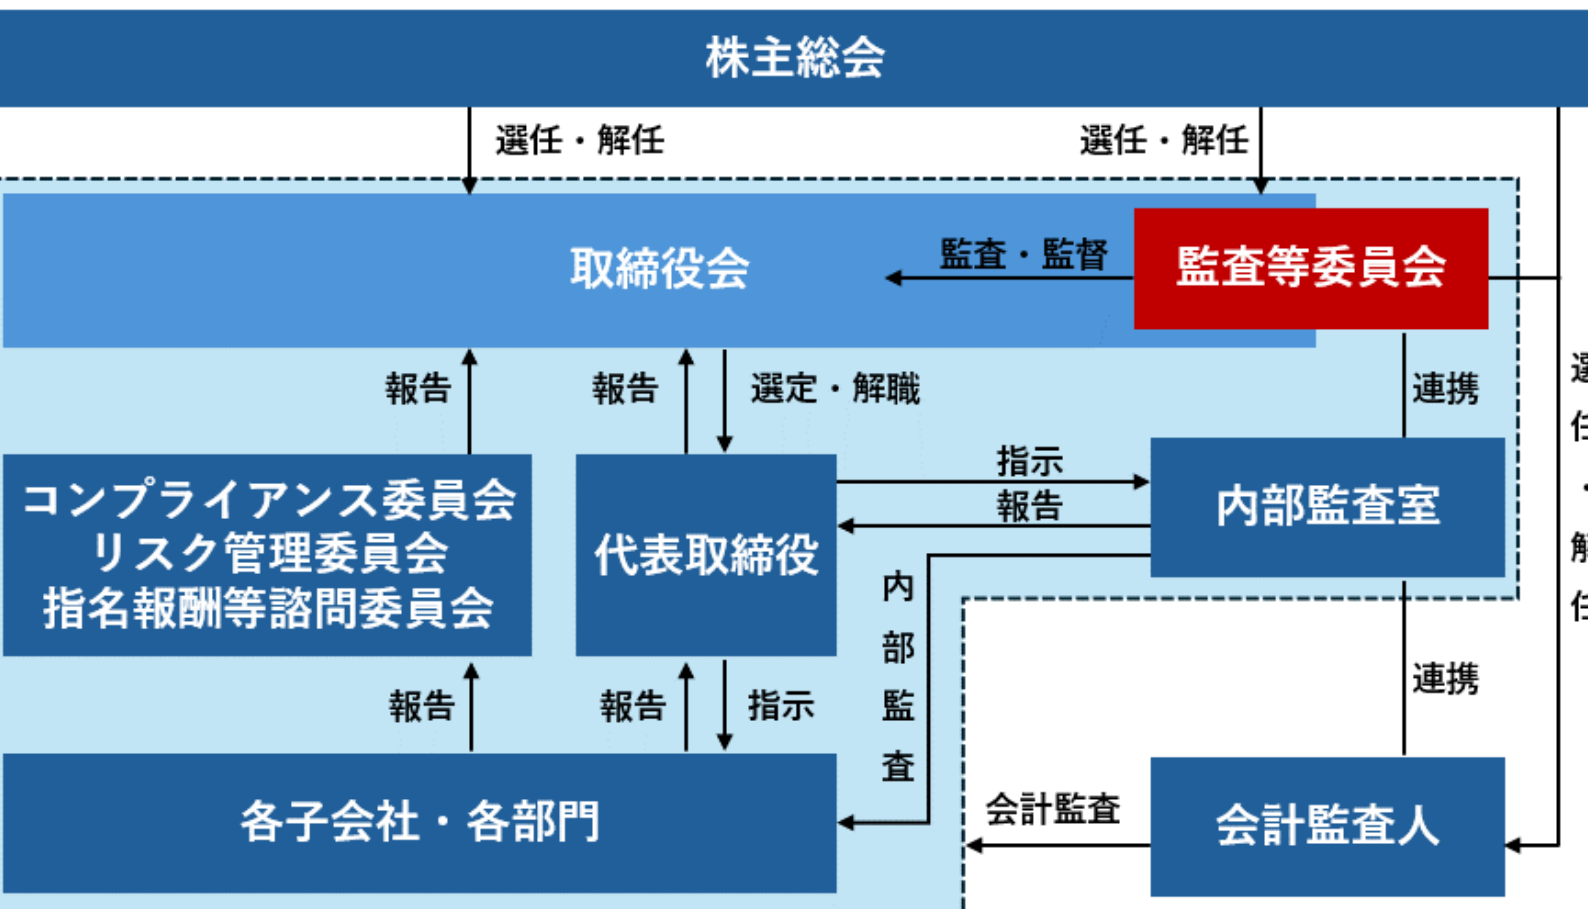 株主総会
選任・解任
選任・解任
取締役会
監査・監督
監査等委員会
報告
報告
選定・解職
連携
指示
報告
コンプライアンス委員会
リスク管理委員会
指名報酬等諮問委員会
代表取締役
内部監査室
内部監査
報告
報告
指示
連携
各子会社・各部門
会計監査
会計監査人